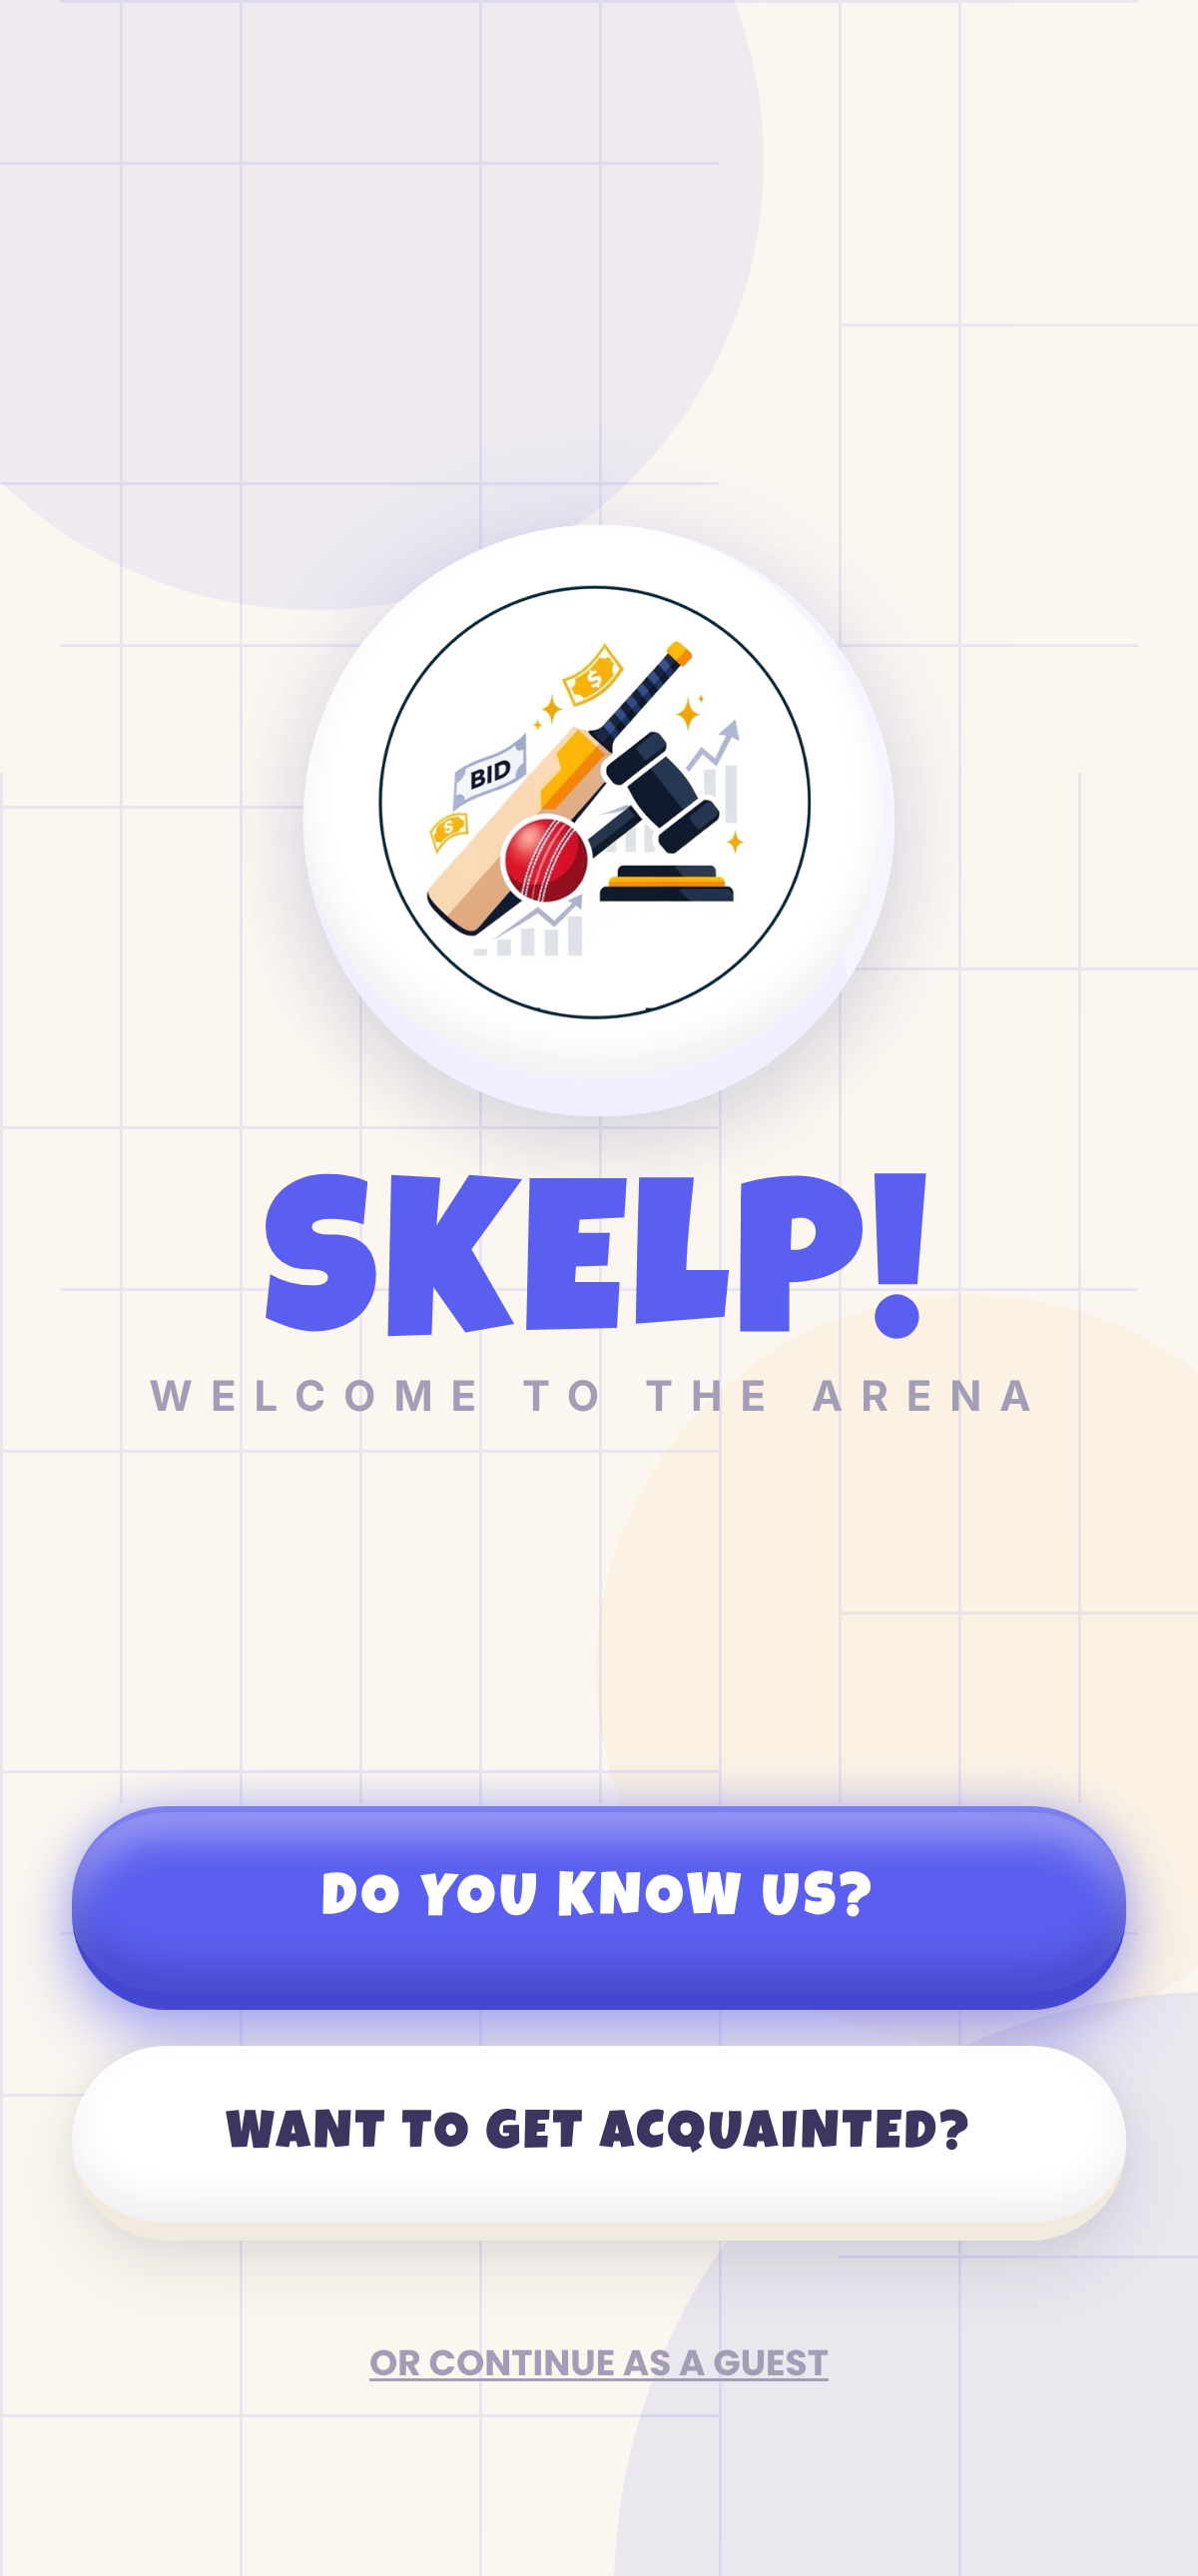 $
BID
$
SKELP!
WELCOME TO THE ARENA
DO YOU KNOW US?
WANT TO GET ACQUAINTED?
OR CONTINUE AS A GUEST